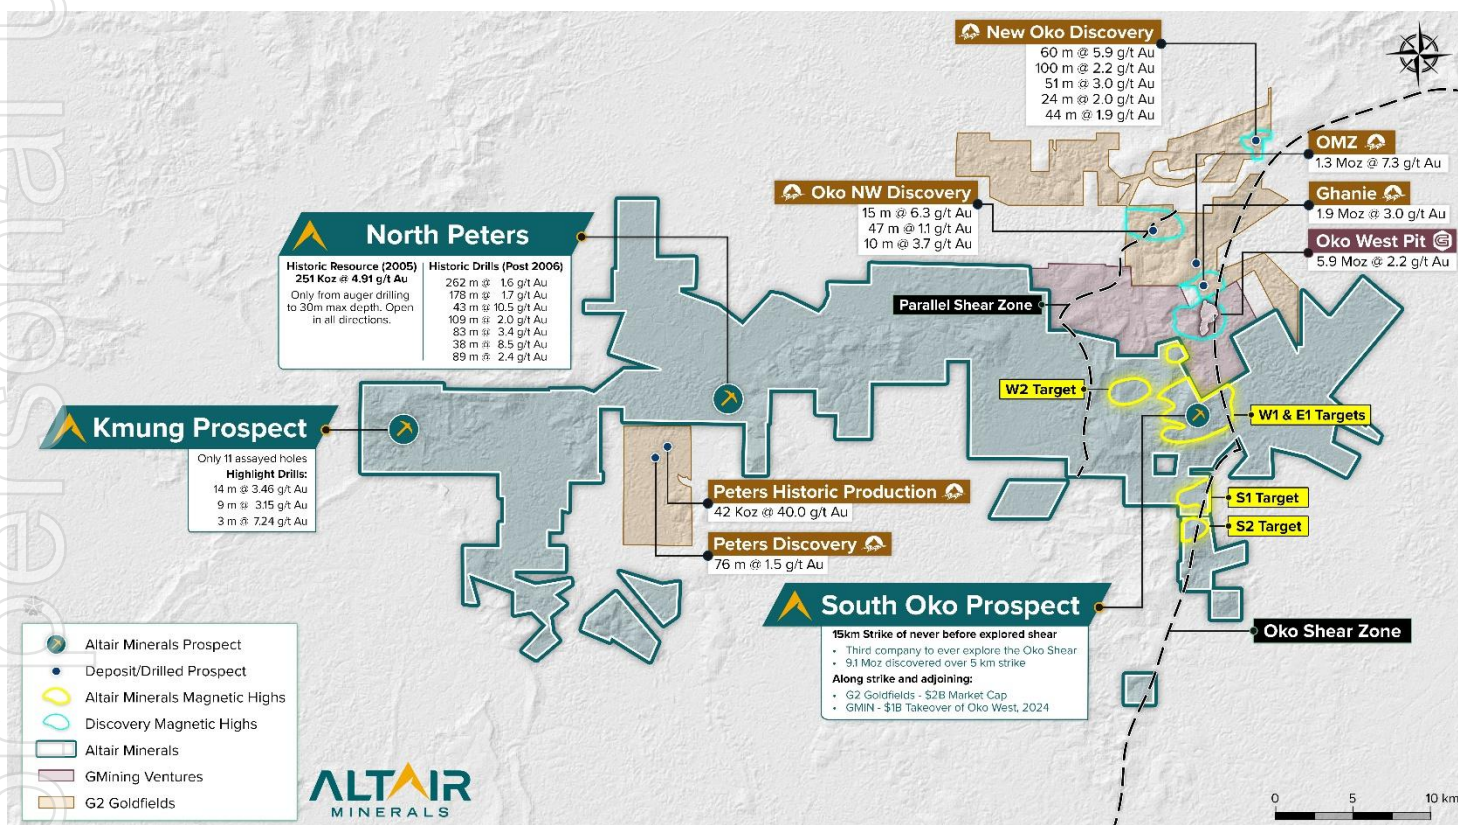 New Oko Discovery
60 m @ 5.9 g/t Au
100 m @ 2.2 g/t Au
51 m @ 3.0 g/t Au
24 m @ 2.0 g/t Au
44 m @ 1.9 g/t Au
OMZ
1.3 Moz @ 7.3 g/t Au
Oko NW Discovery
15 m @ 6.3 g/t Au
47 m @ 1.1 g/t Au
10 m @ 3.7 g/t Au
Ghanie
1.9 Moz @ 3.0 g/t Au
Oko West Pit
5.9 Moz @ 2.2 g/t Au
North Peters
Historic Resource (2005)
251 Koz @ 4.91 g/t Au
Only from auger drilling
to 30m max depth. Open
in all directions.
Historic Drills (Post 2006)
262 m @ 1.6 g/t Au
178 m @ 1.7 g/t Au
43 m @ 10.5 g/t Au
109 m @ 2.0 g/t Au
83 m @ 3.4 g/t Au
38 m @ 8.5 g/t Au
89 m @ 2.4 g/t Au
Parallel Shear Zone
W2 Target
W1 & E1 Targets
Kmung Prospect
Only 11 assayed holes
Highlight Drills:
14 m @ 3.46 g/t Au
9 m @ 3.15 g/t Au
3 m @ 7.24 g/t Au
Peters Historic Production
42 Koz @ 40.0 g/t Au
Peters Discovery
76 m @ 1.5 g/t Au
S1 Target
S2 Target
South Oko Prospect
15km Strike of never before explored shear
• Third company to ever explore the Oko Shear
• 9.1 Moz discovered over 5 km strike
Along strike and adjoining:
• G2 Goldfields - $2B Market Cap
• GMIN - $1B Takeover of Oko West, 2024
Oko Shear Zone
Altair Minerals Prospect
Deposit/Drilled Prospect
Altair Minerals Magnetic Highs
Discovery Magnetic Highs
Altair Minerals
GMining Ventures
G2 Goldfields
ALTAIR
MINERALS
0 5 10 km
personal u